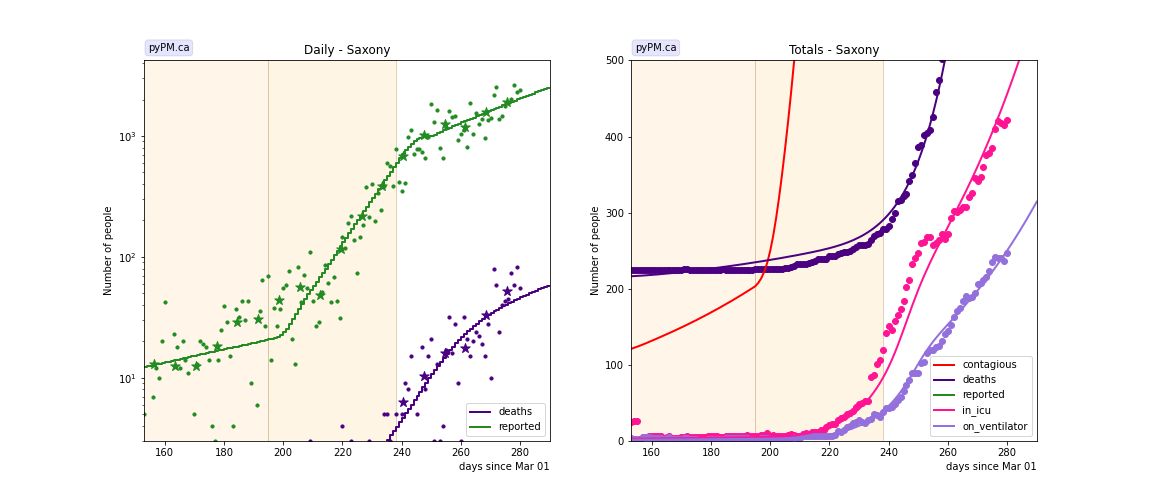 pyPM.ca
Daily - Saxony
Number of people
10³
10²
10¹
160 180 200 220 240 260 280
days since Mar 01
deaths
reported
pyPM.ca
Totals - Saxony
Number of people
500
400
300
200
100
0
160 180 200 220 240 260 280
days since Mar 01
contagious
deaths
reported
in_icu
on_ventilator